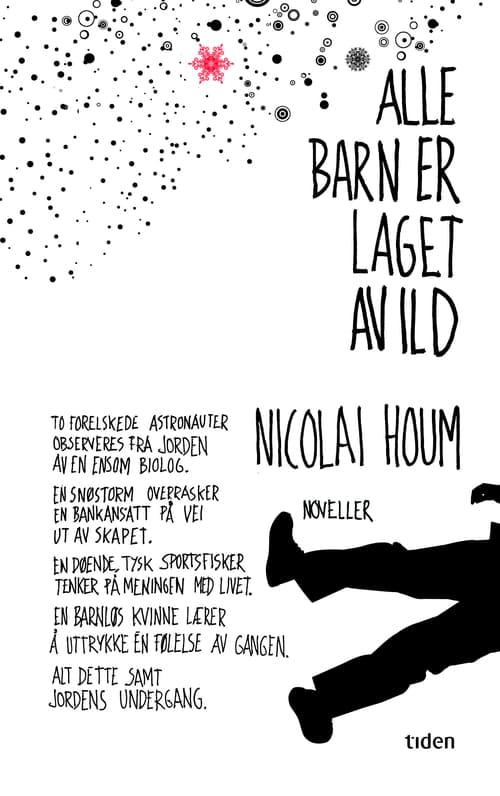 ALLE
BARN ER
LAGET
AV ILD
NICOLAI HOUM
NOVELLER
TO FORELSKEDE ASTRONAUTER
OBSERVERES FRA JORDEN
AV EN ENSOM BIOLOG.
EN SNØSTORM OVERRASKER
EN BANKANSATT PÅ VEI
UT AV SKAPET.
EN DØENDE, TYSK SPORTSFISKER
TENKER PÅ MENINGEN MED LIVET.
EN BARNLØS KVINNE LÆRER
Å UTTRYKKE ÉN FØLELSE AV GANGEN.
ALT DETTE SAMT
JORDENS UNDERGANG.
tiden